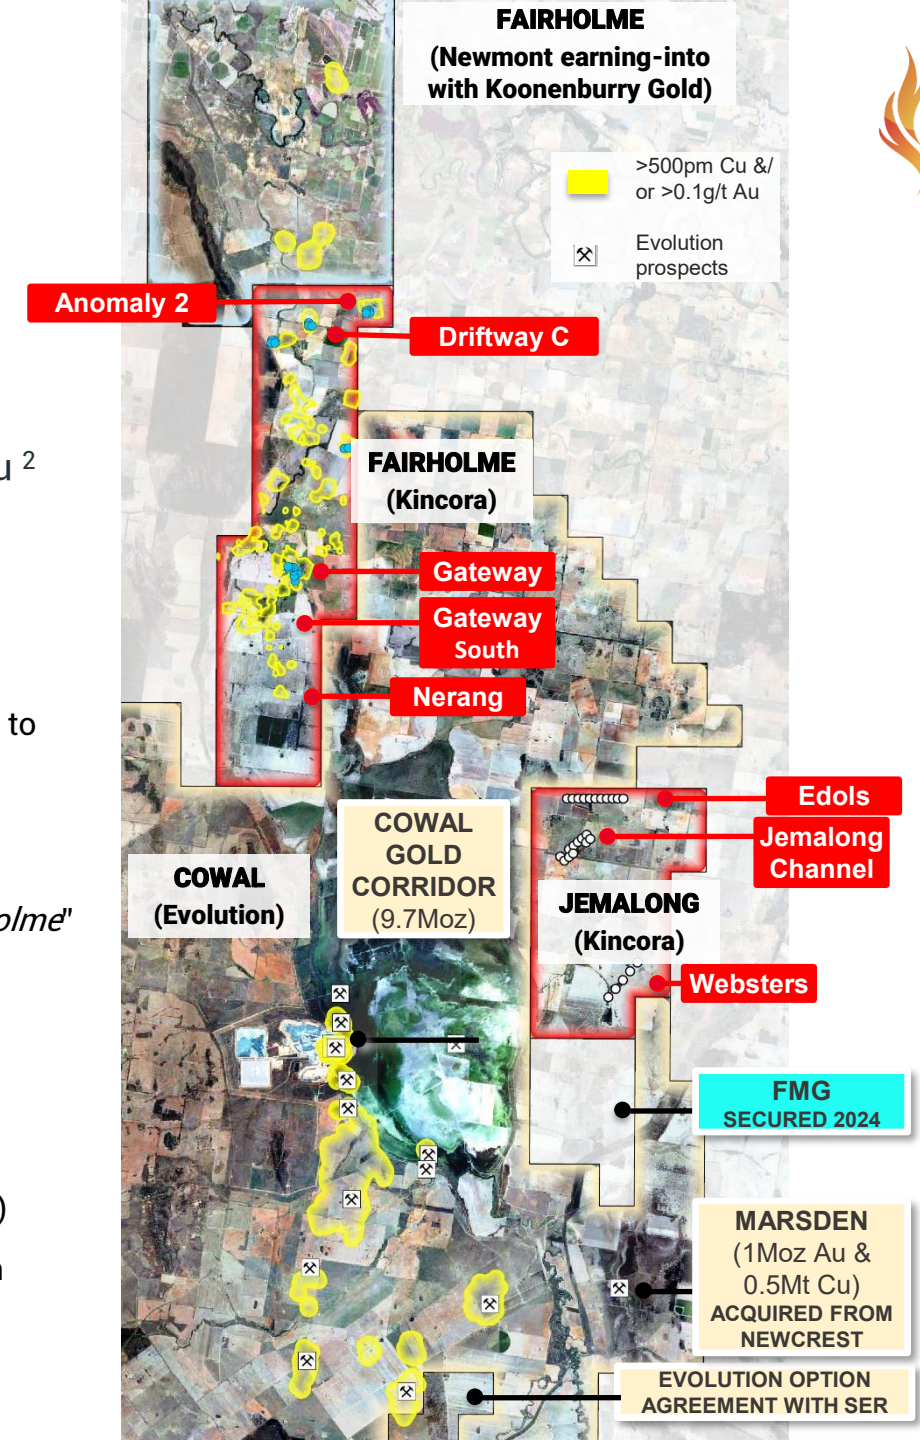 FAIRHOLME
(Newmont earning-into
with Koonenburry Gold)
>500pm Cu &/
or >0.1g/t Au
Evolution
prospects
Anomaly 2
Driftway C
u ²
FAIRHOLME
(Kincora)
Gateway
Gateway
South
Nerang
to
Edols
Jemalong
Channel
COWAL
GOLD
CORRIDOR
(9.7Moz)
COWAL
(Evolution)
JEMALONG
(Kincora)
olme"
Websters
FMG
SECURED 2024
)
MARSDEN
(1Moz Au &
0.5Mt Cu)
ACQUIRED FROM
NEWCREST
EVOLUTION OPTION
AGREEMENT WITH SER